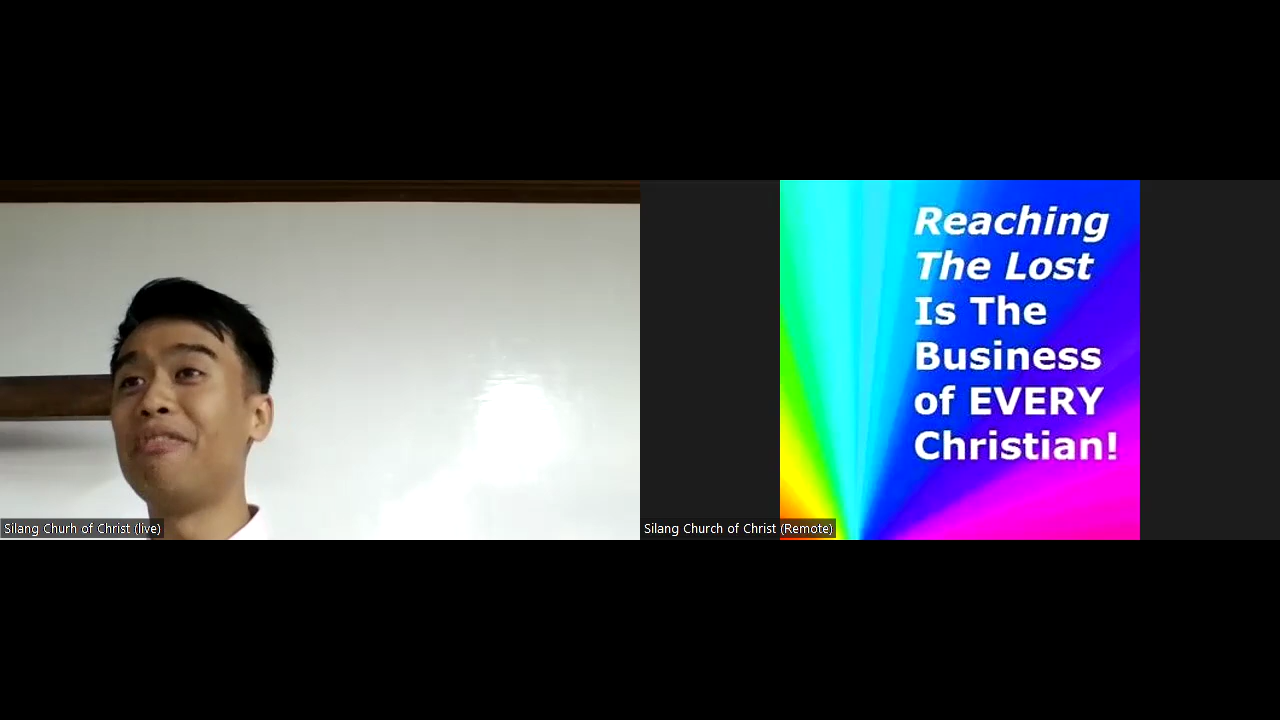 Reaching
The Lost
Is The
Business
of EVERY
Christian!
Silang Churh of Christ (live)
Silang Church of Christ (Remote)